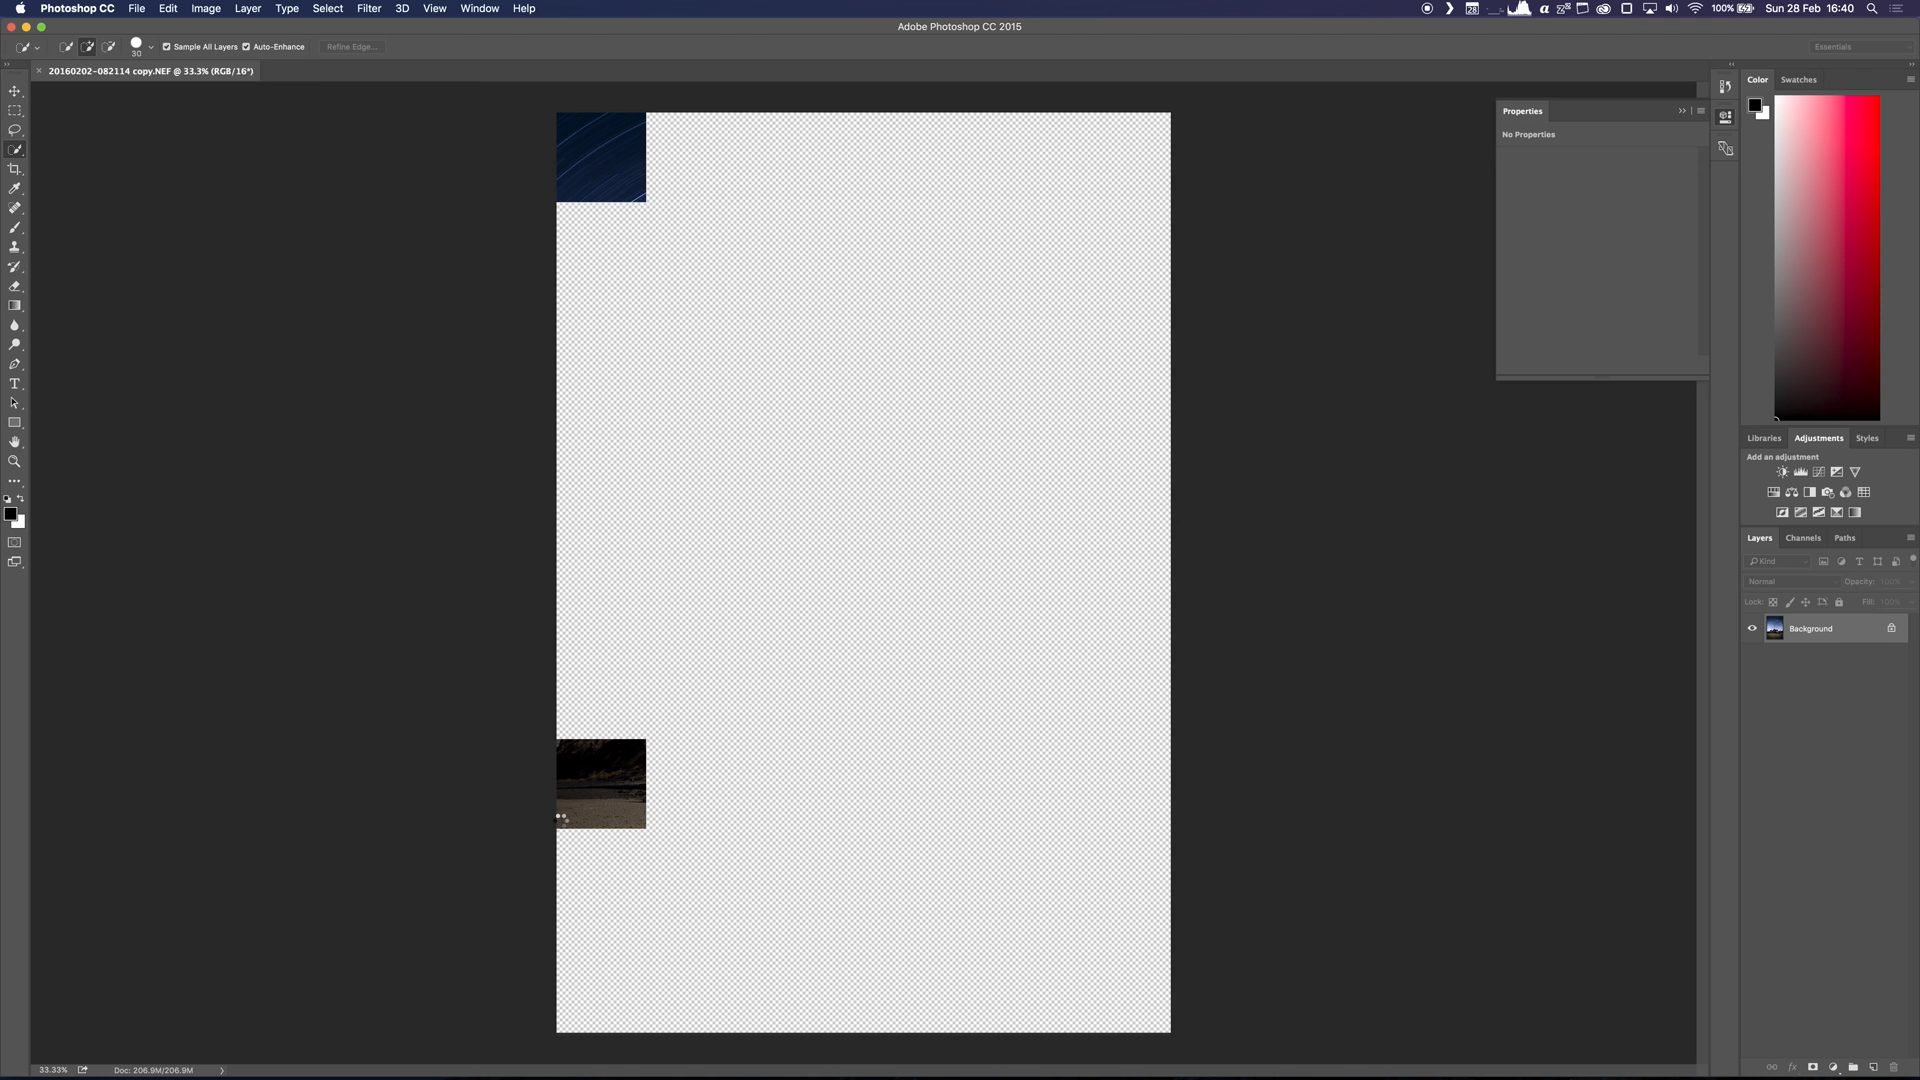 Photoshop CC File Edit Image Layer Type Select Filter 3D View Window Help 28 100% Sun 28 Feb 16:40
Adobe Photoshop CC 2015
30 Sample All Layers Auto-Enhance Refine Edge... Essentials
20160202-082114 copy.NEF @ 33.3% (RGB/16*)
Color Swatches
Properties
No Properties
Libraries Adjustments Styles
Add an adjustment
Layers Channels Paths
Kind
Normal Opacity: 100%
Lock: Fill: 100%
Background
33.33% Doc: 206.9M/206.9M